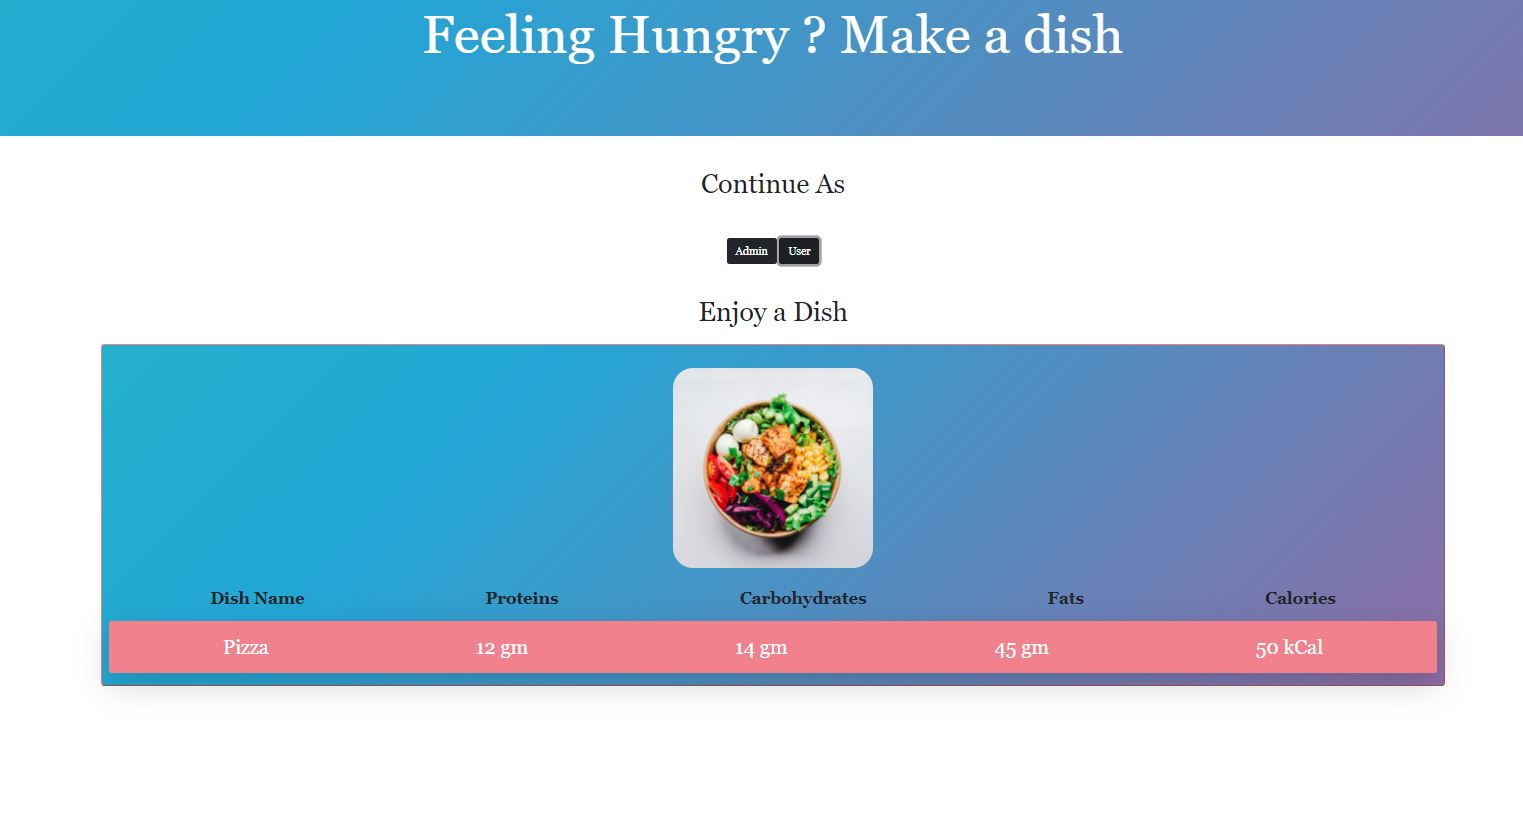 Feeling Hungry ? Make a dish
Continue As
Admin User
Enjoy a Dish
Dish Name Proteins Carbohydrates Fats Calories
Pizza 12 gm 14 gm 45 gm 50 kCal